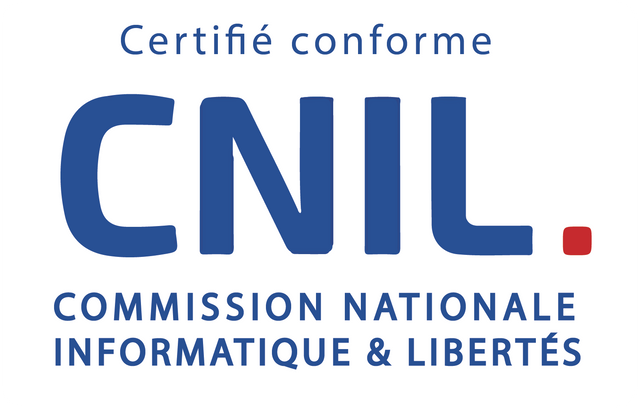 Certifié conforme
CNIL.
COMMISSION NATIONALE
INFORMATIQUE & LIBERTÉS